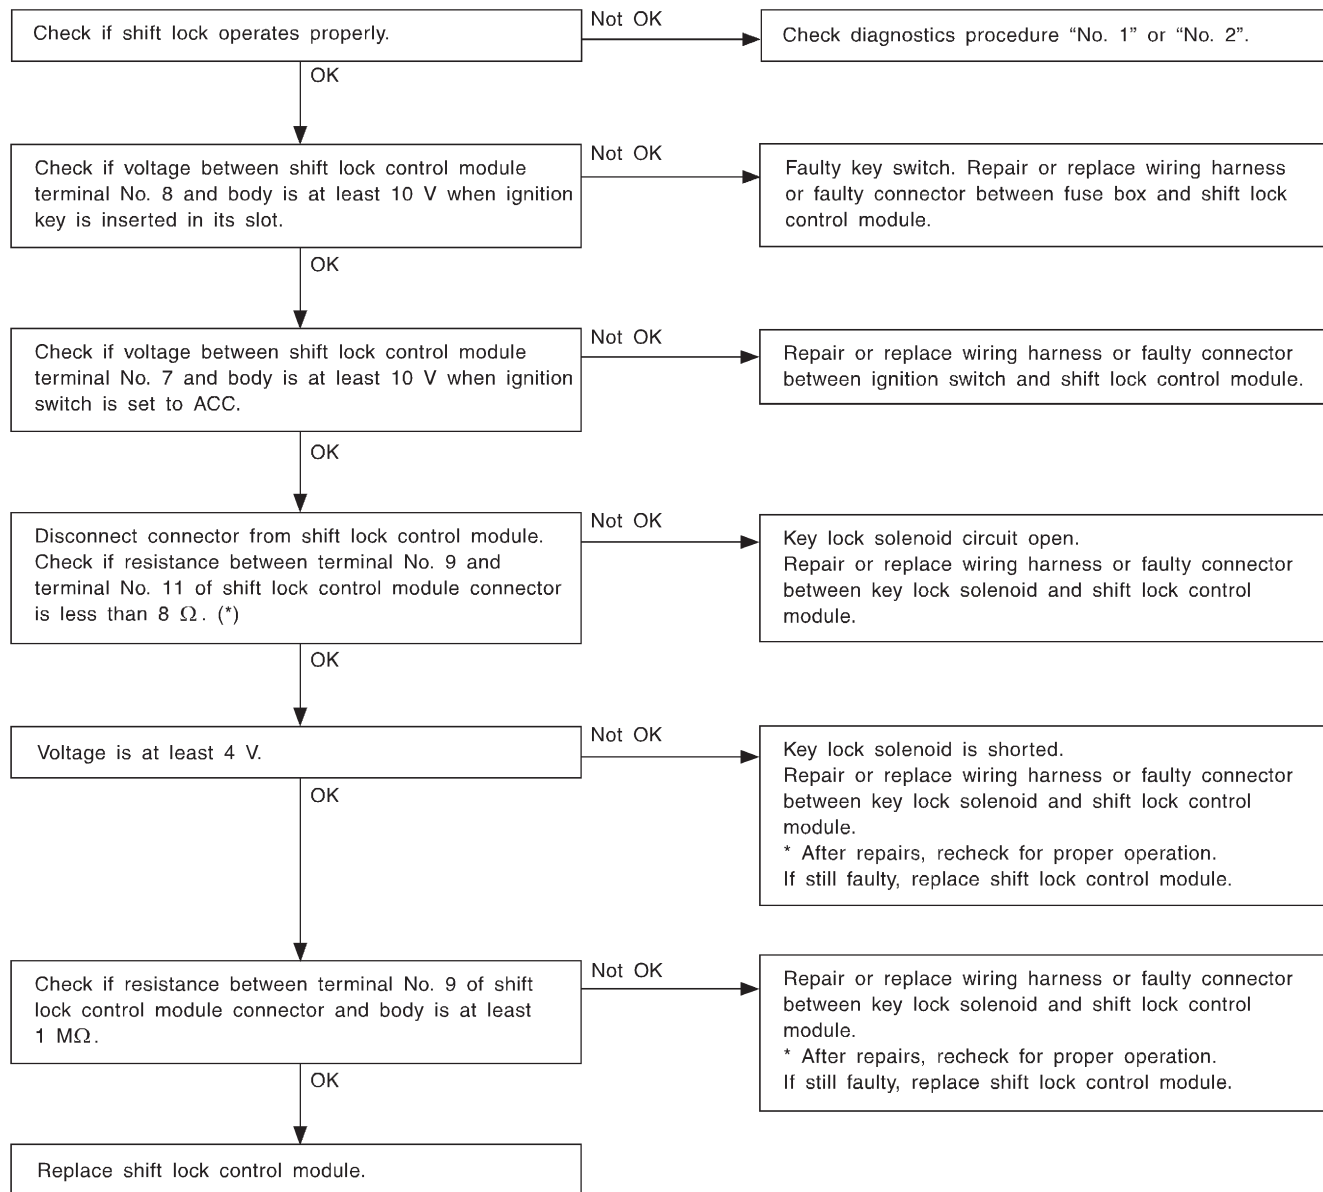 Check if shift lock operates properly.
Not OK
Check diagnostics procedure “No. 1” or “No. 2”.
OK
Check if voltage between shift lock control module
terminal No. 8 and body is at least 10 V when ignition
key is inserted in its slot.
Not OK
Faulty key switch. Repair or replace wiring harness
or faulty connector between fuse box and shift lock
control module.
OK
Check if voltage between shift lock control module
terminal No. 7 and body is at least 10 V when ignition
switch is set to ACC.
Not OK
Repair or replace wiring harness or faulty connector
between ignition switch and shift lock control module.
OK
Disconnect connector from shift lock control module.
Check if resistance between terminal No. 9 and
terminal No. 11 of shift lock control module connector
is less than 8 Ω. (*)
Not OK
Key lock solenoid circuit open.
Repair or replace wiring harness or faulty connector
between key lock solenoid and shift lock control
module.
OK
Voltage is at least 4 V.
Not OK
Key lock solenoid is shorted.
Repair or replace wiring harness or faulty connector
between key lock solenoid and shift lock control
module.
* After repairs, recheck for proper operation.
If still faulty, replace shift lock control module.
OK
Check if resistance between terminal No. 9 of shift
lock control module connector and body is at least
1 MΩ.
Not OK
Repair or replace wiring harness or faulty connector
between key lock solenoid and shift lock control
module.
* After repairs, recheck for proper operation.
If still faulty, replace shift lock control module.
OK
Replace shift lock control module.